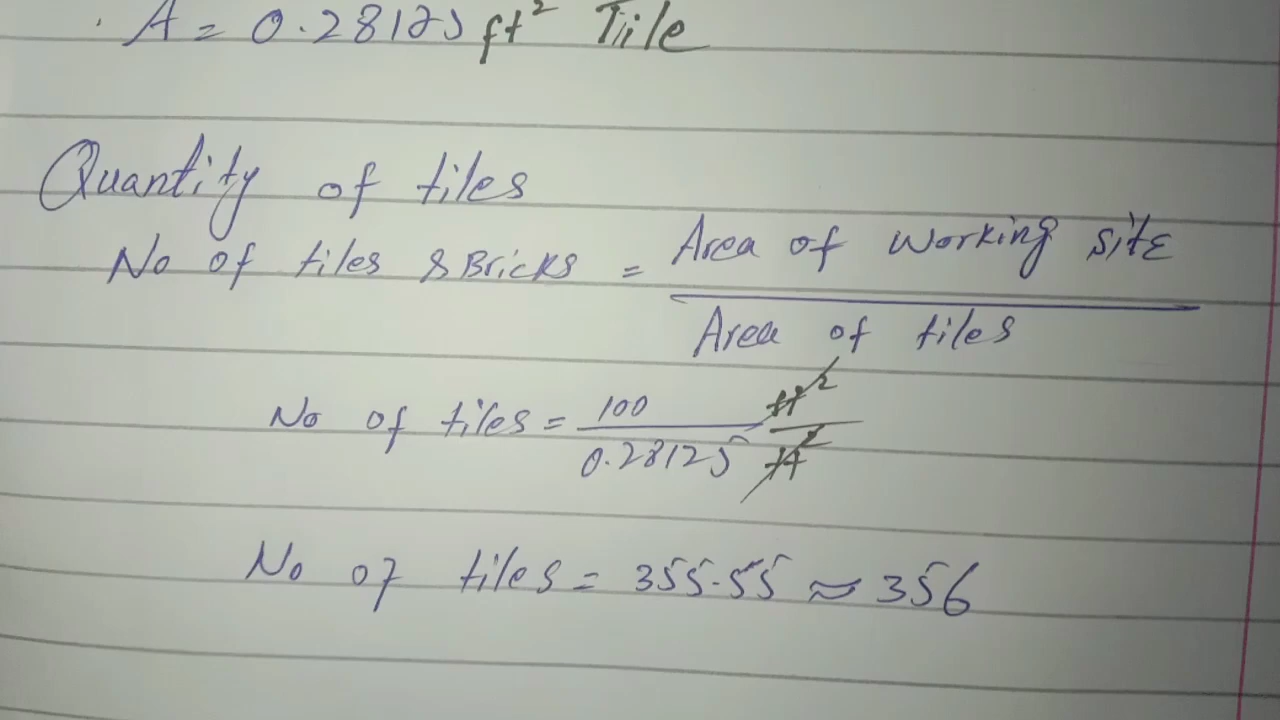 A = 0.28125 ft² Tile
Quantity of tiles
No of tiles & Bricks = Area of Working site
Area of tiles
No of tiles = 100 ft²
0.28125 ft²
No of tiles = 355.55 ≈ 356